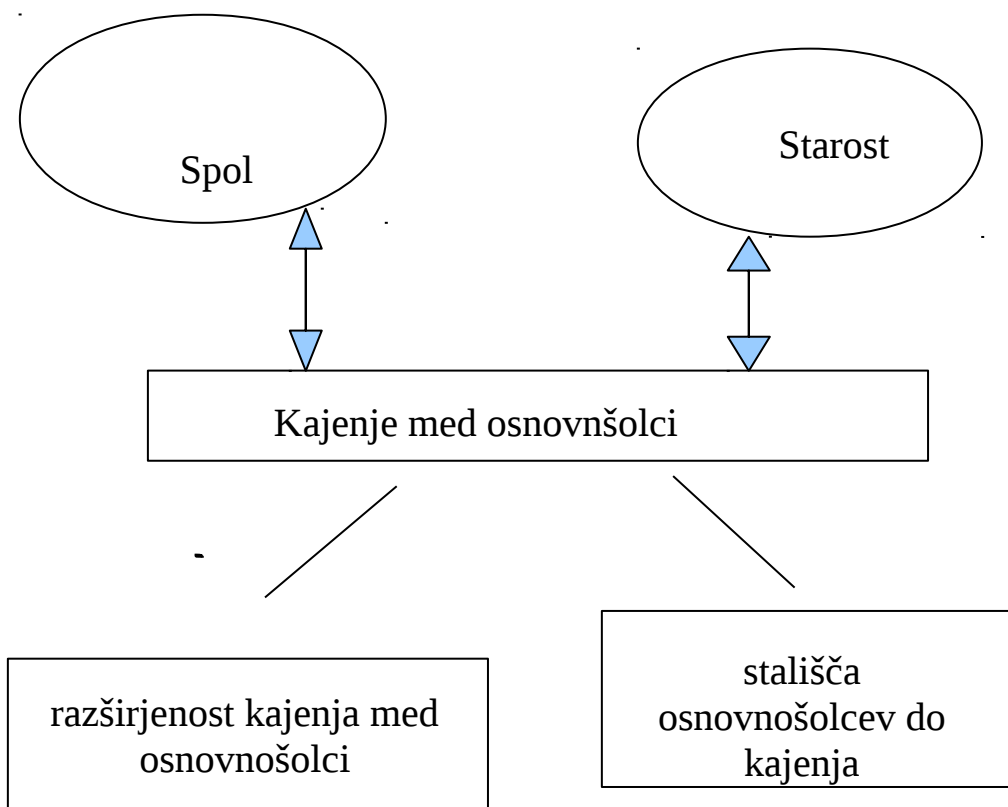 Spol
Starost
Kajenje med osnovnšolci
razširjenost kajenja med
osnovnošolci
stališča
osnovnošolcev do
kajenja